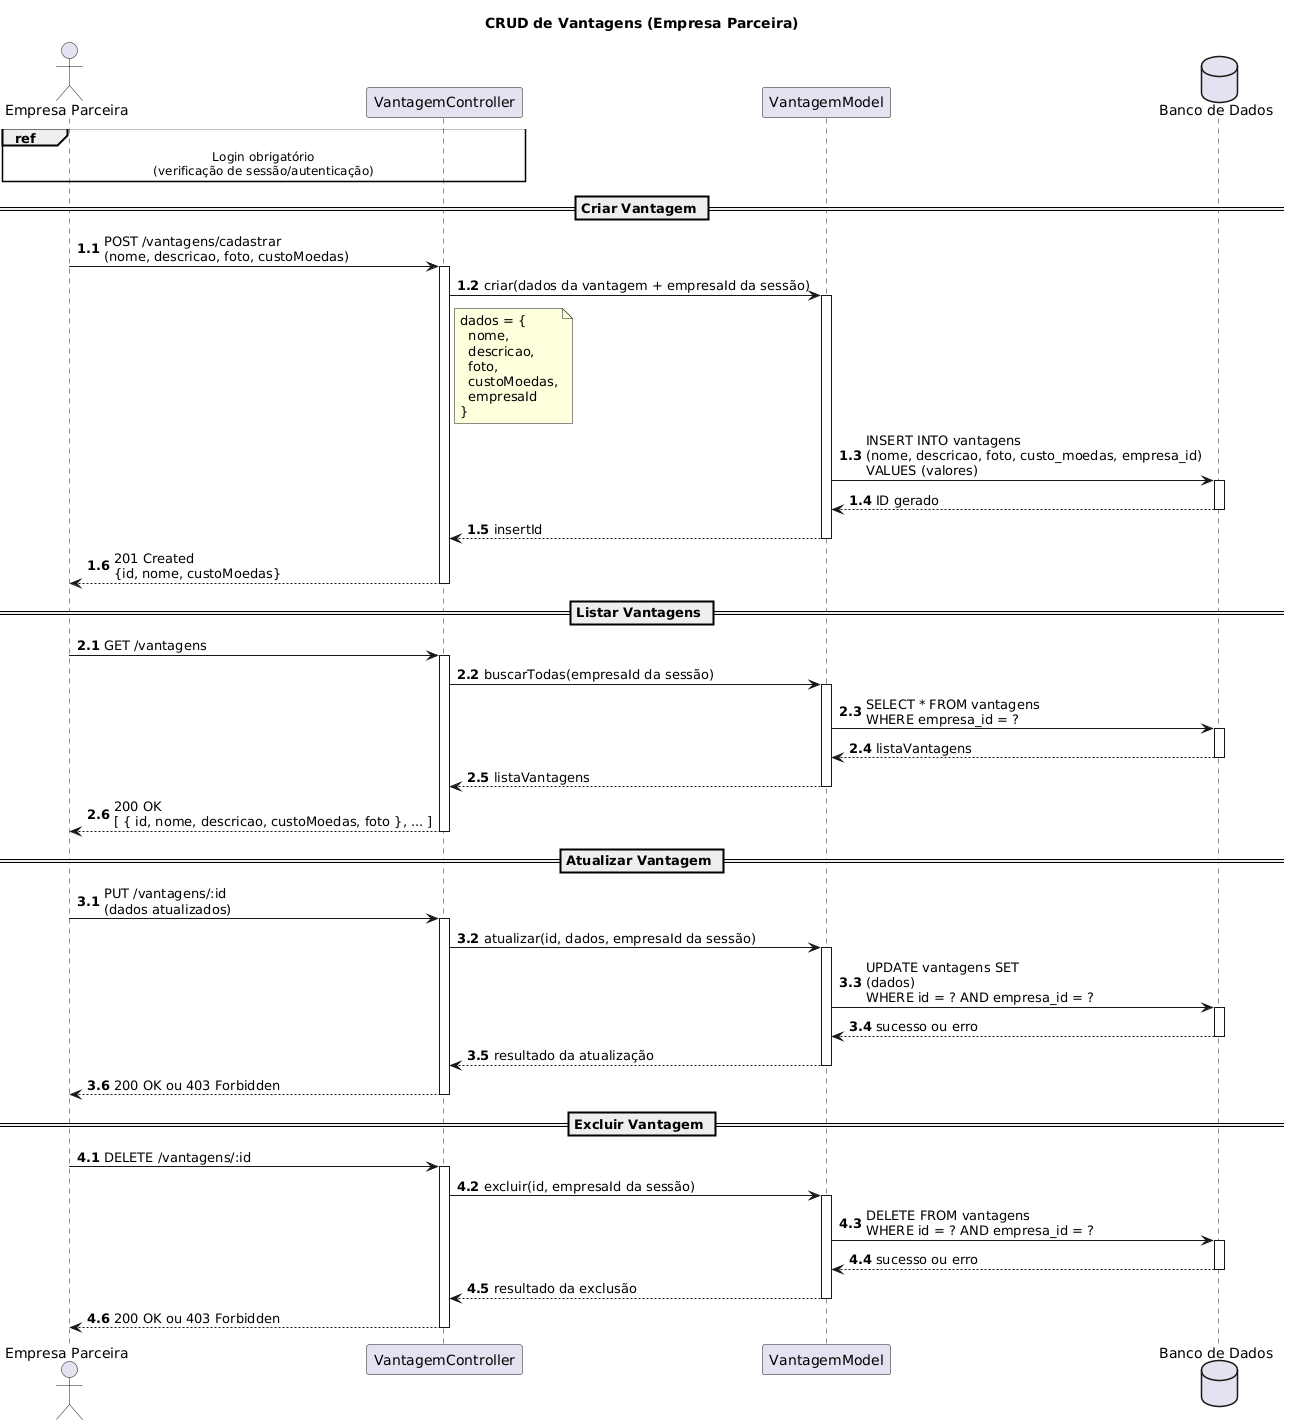 CRUD de Vantagens (Empresa Parceira)
Empresa Parceira
VantagemController
VantagemModel
Banco de Dados
ref
Login obrigatório
(verificação de sessão/autenticação)
Criar Vantagem
1.1 POST /vantagens/cadastrar
(nome, descricao, foto, custoMoedas)
1.2 criar(dados da vantagem + empresaId da sessão)
dados = {
nome,
descricao,
foto,
custoMoedas,
empresaId
}
1.3 INSERT INTO vantagens
(nome, descricao, foto, custo_moedas, empresa_id)
VALUES (valores)
1.4 ID gerado
1.5 insertId
1.6 201 Created
{id, nome, custoMoedas}
Listar Vantagens
2.1 GET /vantagens
2.2 buscarTodas(empresaId da sessão)
2.3 SELECT * FROM vantagens
WHERE empresa_id = ?
2.4 listaVantagens
2.5 listaVantagens
2.6 200 OK
[ { id, nome, descricao, custoMoedas, foto }, ... ]
Atualizar Vantagem
3.1 PUT /vantagens/:id
(dados atualizados)
3.2 atualizar(id, dados, empresaId da sessão)
3.3 UPDATE vantagens SET
(dados)
WHERE id = ? AND empresa_id = ?
3.4 sucesso ou erro
3.5 resultado da atualização
3.6 200 OK ou 403 Forbidden
Excluir Vantagem
4.1 DELETE /vantagens/:id
4.2 excluir(id, empresaId da sessão)
4.3 DELETE FROM vantagens
WHERE id = ? AND empresa_id = ?
4.4 sucesso ou erro
4.5 resultado da exclusão
4.6 200 OK ou 403 Forbidden
Empresa Parceira
VantagemController
VantagemModel
Banco de Dados